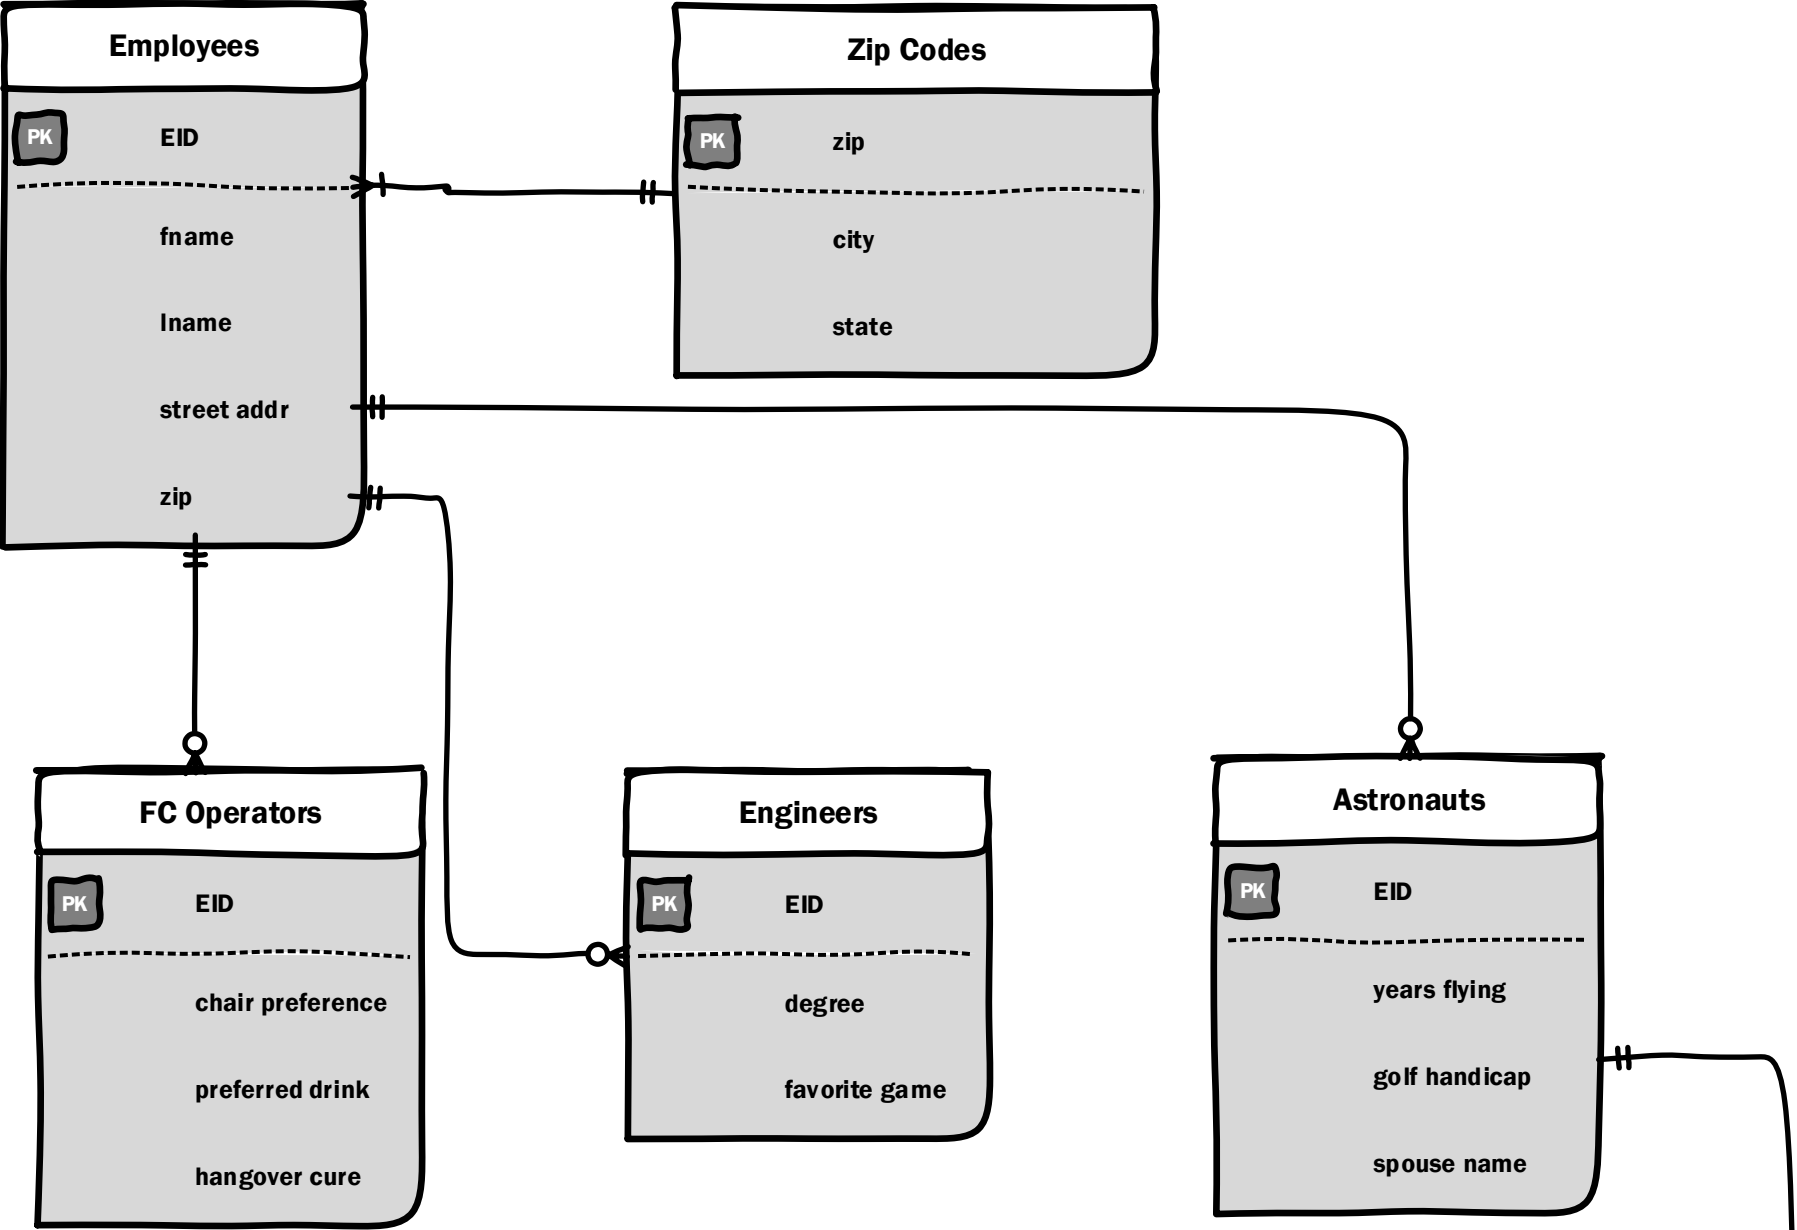 Employees
PK EID
fname
lname
street addr
zip
Zip Codes
PK zip
city
state
FC Operators
PK EID
chair preference
preferred drink
hangover cure
Engineers
PK EID
degree
favorite game
Astronauts
PK EID
years flying
golf handicap
spouse name